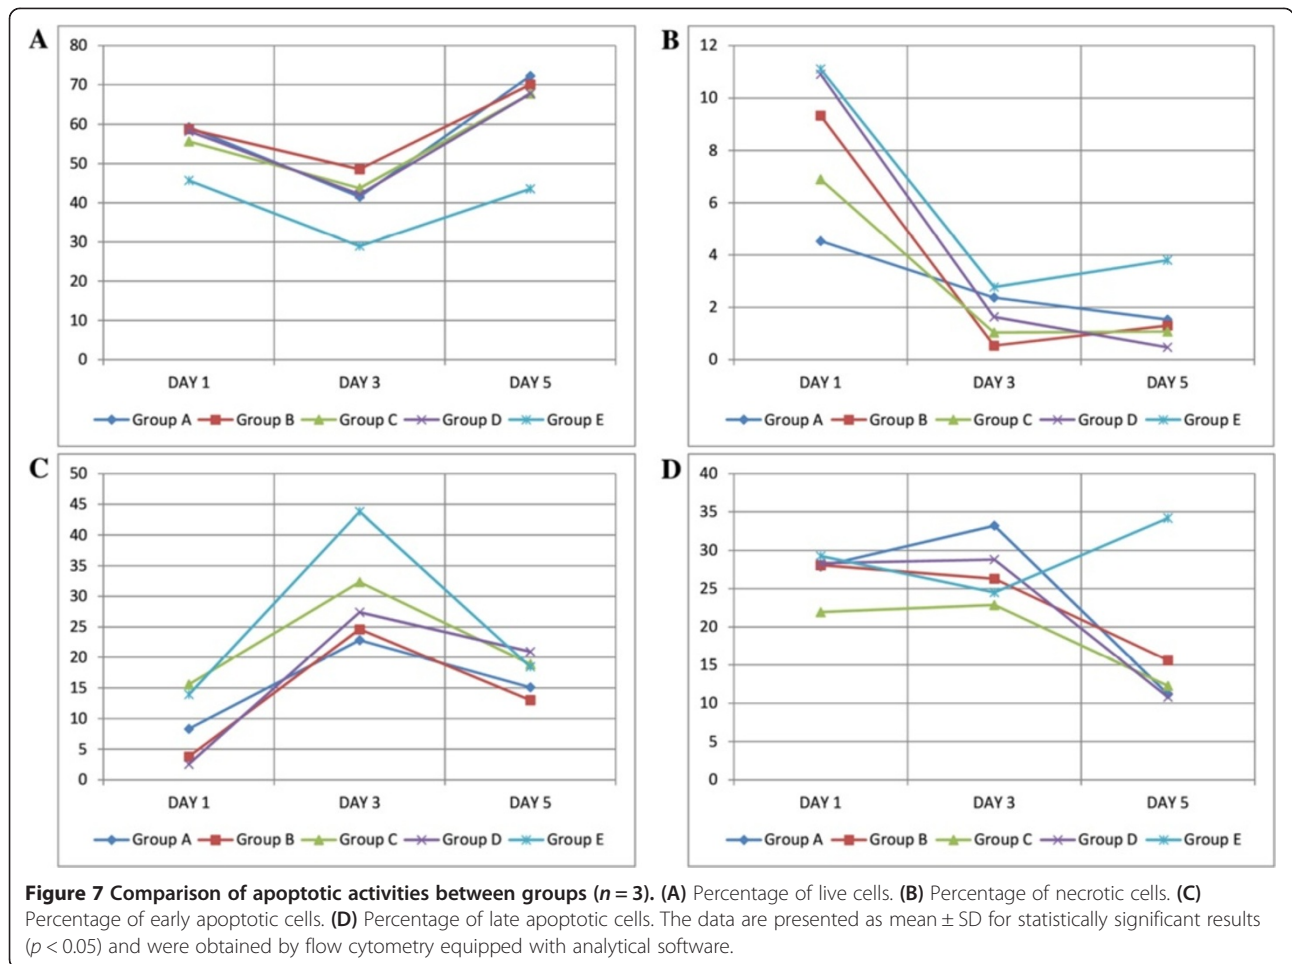 A
80
70
60
50
40
30
20
10
0
DAY 1 DAY 3 DAY 5
Group A Group B Group C Group D Group E
B
12
10
8
6
4
2
0
DAY 1 DAY 3 DAY 5
Group A Group B Group C Group D Group E
C
50
45
40
35
30
25
20
15
10
5
0
DAY 1 DAY 3 DAY 5
Group A Group B Group C Group D Group E
D
40
35
30
25
20
15
10
5
0
DAY 1 DAY 3 DAY 5
Group A Group B Group C Group D Group E
Figure 7 Comparison of apoptotic activities between groups (n = 3). (A) Percentage of live cells. (B) Percentage of necrotic cells. (C)
Percentage of early apoptotic cells. (D) Percentage of late apoptotic cells. The data are presented as mean ± SD for statistically significant results
(p < 0.05) and were obtained by flow cytometry equipped with analytical software.